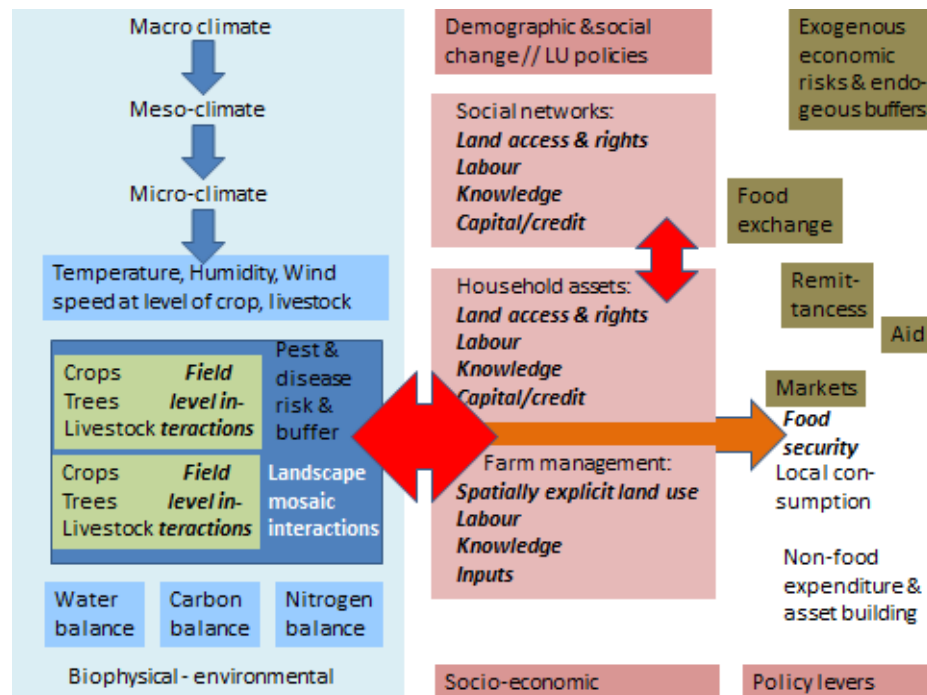 Macro climate
Meso-climate
Micro-climate
Temperature, Humidity, Wind
speed at level of crop, livestock
Pest &
disease
risk &
buffer
Crops
Trees
Livestock
Field
level in-
teractions
Crops
Trees
Livestock
Field
level in-
teractions
Landscape
mosaic
interactions
Water
balance
Carbon
balance
Nitrogen
balance
Biophysical - environmental
Demographic & social
change // LU policies
Social networks:
Land access & rights
Labour
Knowledge
Capital/credit
Household assets:
Land access & rights
Labour
Knowledge
Capital/credit
Farm management:
Spatially explicit land use
Labour
Knowledge
Inputs
Socio-economic
Exogenous
economic
risks & endo-
geous buffers
Food
exchange
Remit-
tancess
Aid
Markets
Food
security
Local con-
sumption
Non-food
expenditure &
asset building
Policy levers